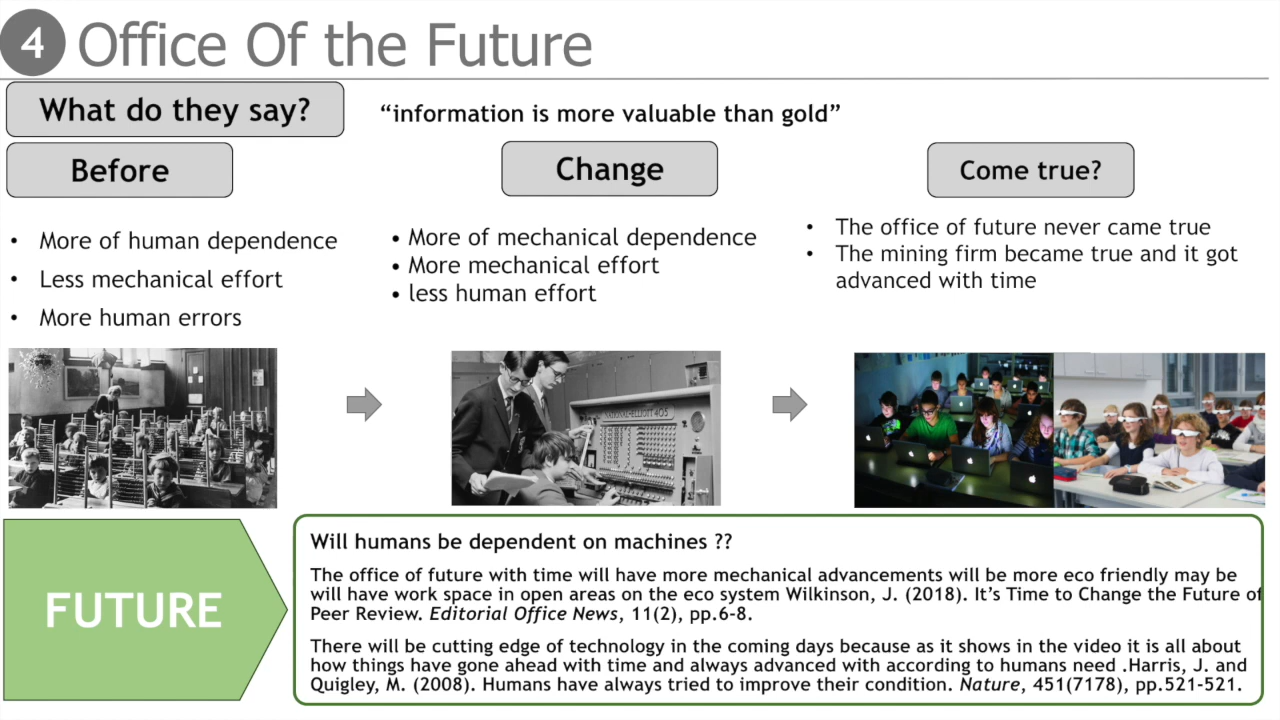 4 Office Of the Future
What do they say?
“information is more valuable than gold”
Before
• More of human dependence
• Less mechanical effort
• More human errors
Change
• More of mechanical dependence
• More mechanical effort
• less human effort
Come true?
• The office of future never came true
• The mining firm became true and it got
advanced with time
NATIONAL-ELLIOTT 405
FUTURE
Will humans be dependent on machines ??
The office of future with time will have more mechanical advancements will be more eco friendly may be
will have work space in open areas on the eco system Wilkinson, J. (2018). It’s Time to Change the Future of
Peer Review. Editorial Office News, 11(2), pp.6-8.
There will be cutting edge of technology in the coming days because as it shows in the video it is all about
how things have gone ahead with time and always advanced with according to humans need .Harris, J. and
Quigley, M. (2008). Humans have always tried to improve their condition. Nature, 451(7178), pp.521-521.